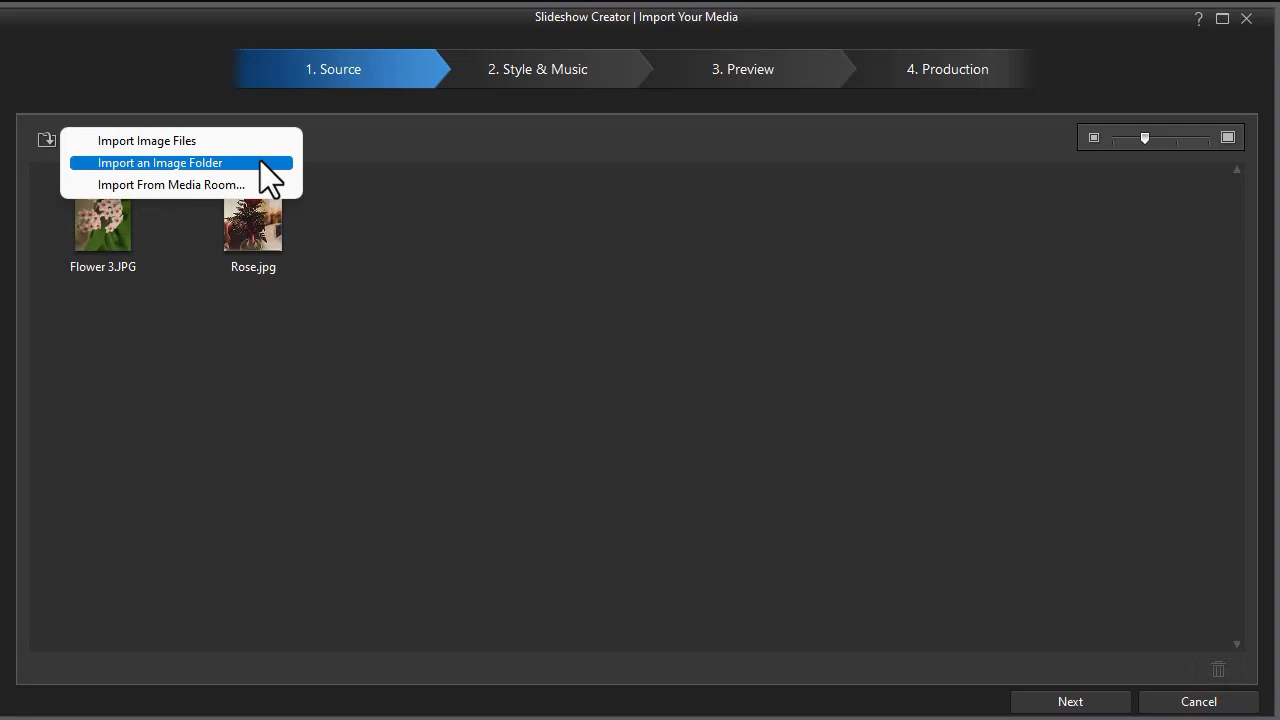 Slideshow Creator | Import Your Media
?
1. Source
2. Style & Music
3. Preview
4. Production
Import Image Files
Import an Image Folder
Import From Media Room...
Flower 3.JPG
Rose.jpg
Next
Cancel